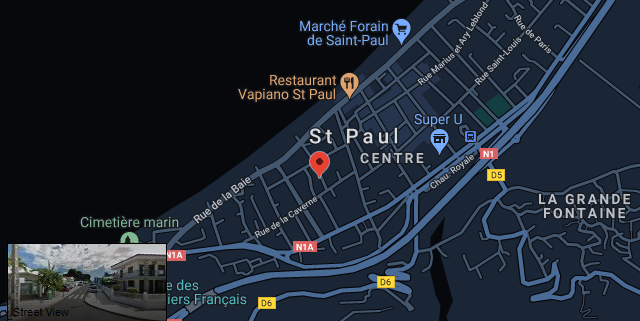 Marché Forain
de Saint-Paul
Rue Marius et Ary Leblond
Rue de Paris
Rue Saint-Louis
Restaurant
Vapiano St Paul
Super U
St Paul
CENTRE
N1
Chau. Royale
D5
LA GRANDE
FONTAINE
Rue de la Baie
Rue de la Caverne
Cimetière marin
N1A
N1A
e des
iers Français
D6
D6
Street View